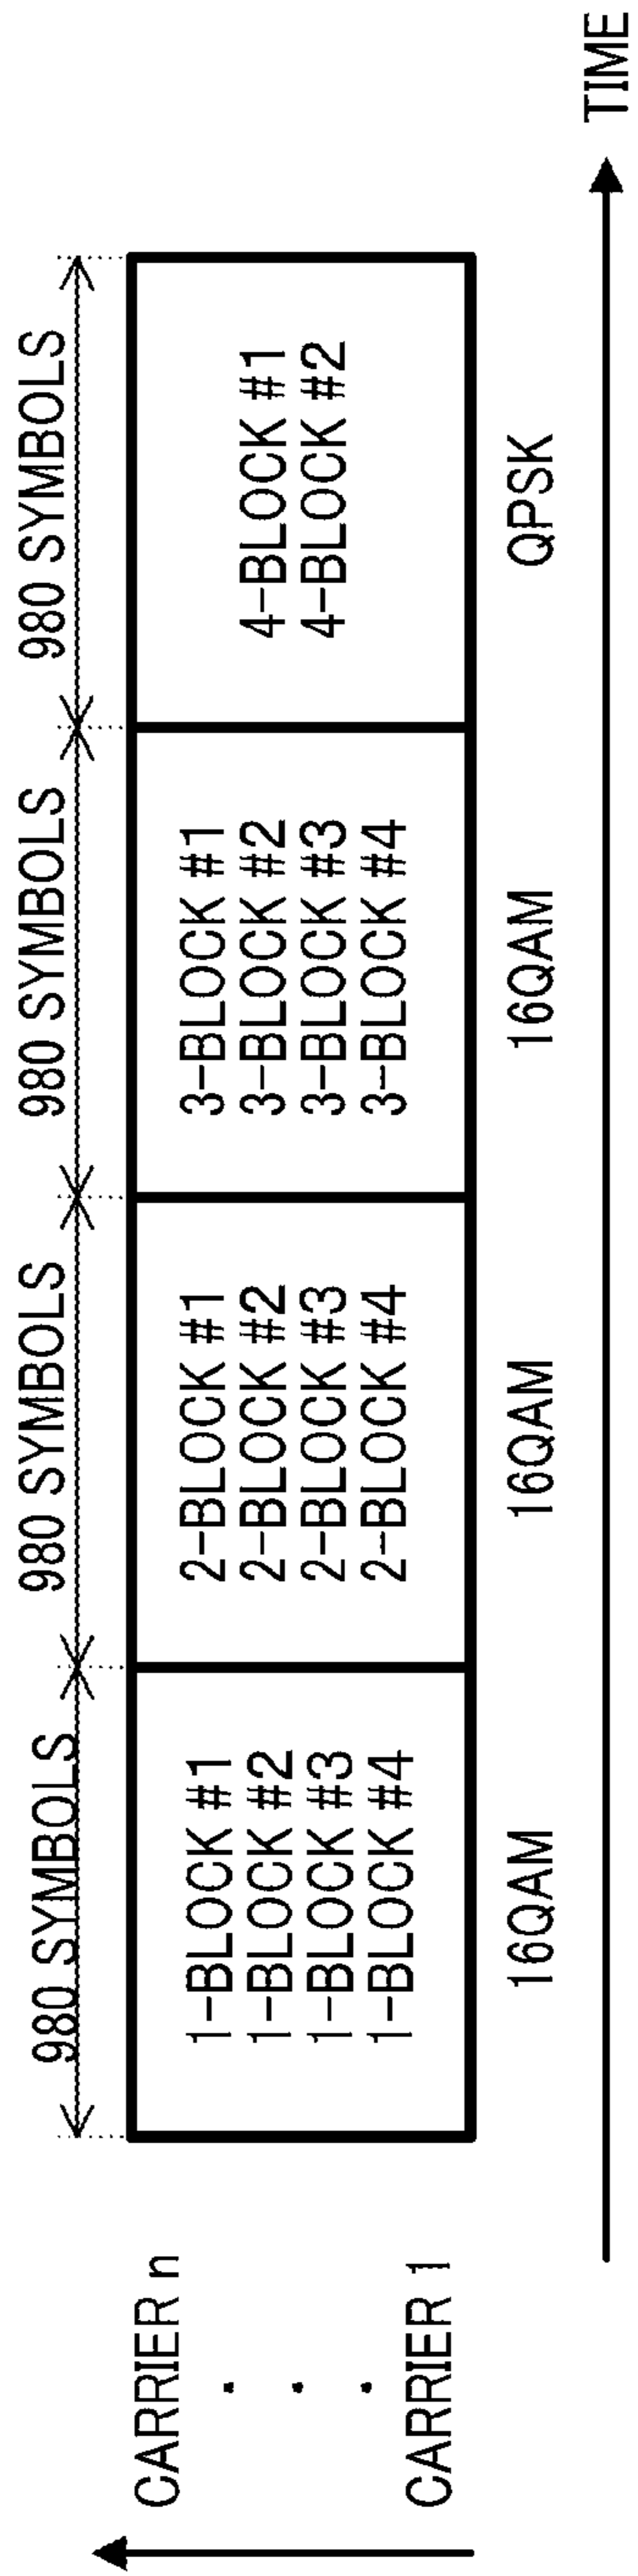 980 SYMBOLS
980 SYMBOLS
980 SYMBOLS
980 SYMBOLS
CARRIER n
CARRIER 1
1-BLOCK #1
1-BLOCK #2
1-BLOCK #3
1-BLOCK #4
2-BLOCK #1
2-BLOCK #2
2-BLOCK #3
2-BLOCK #4
3-BLOCK #1
3-BLOCK #2
3-BLOCK #3
3-BLOCK #4
4-BLOCK #1
4-BLOCK #2
16QAM
16QAM
16QAM
QPSK
TIME